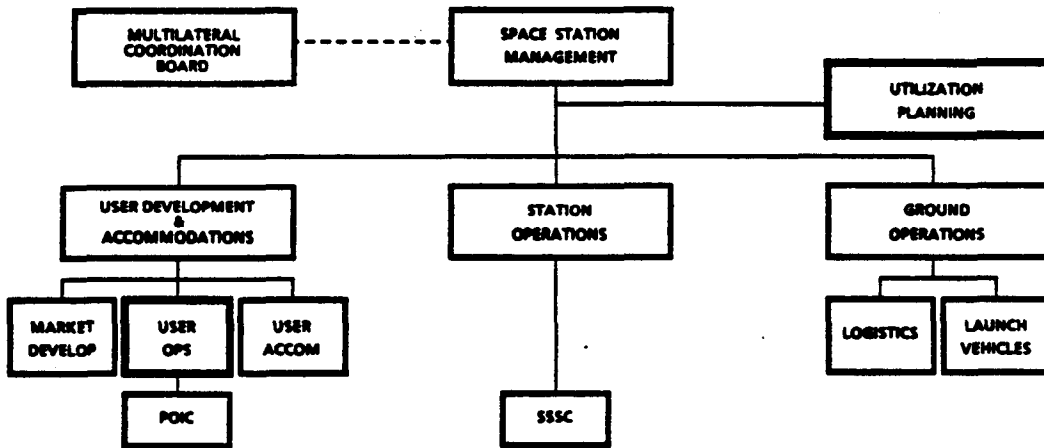 MULTILATERAL
COORDINATION
BOARD
SPACE STATION
MANAGEMENT
UTILIZATION
PLANNING
USER DEVELOPMENT
&
ACCOMMODATIONS
STATION
OPERATIONS
GROUND
OPERATIONS
MARKET
DEVELOP
USER
OPS
USER
ACCOM
LOGISTICS
LAUNCH
VEHICLES
POIC
SSSC